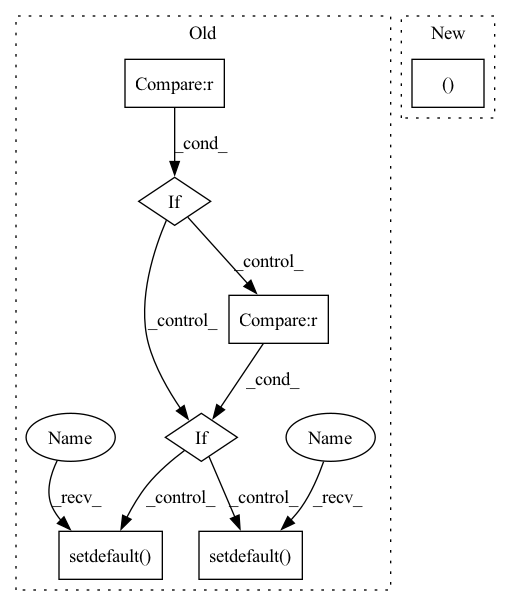 Old
New
Compare:r
()
_cond_
If
_control_
_control_
Compare:r
_cond_
Name
If
Name
_recv_
_control_
_control_
_recv_
setdefault()
setdefault()